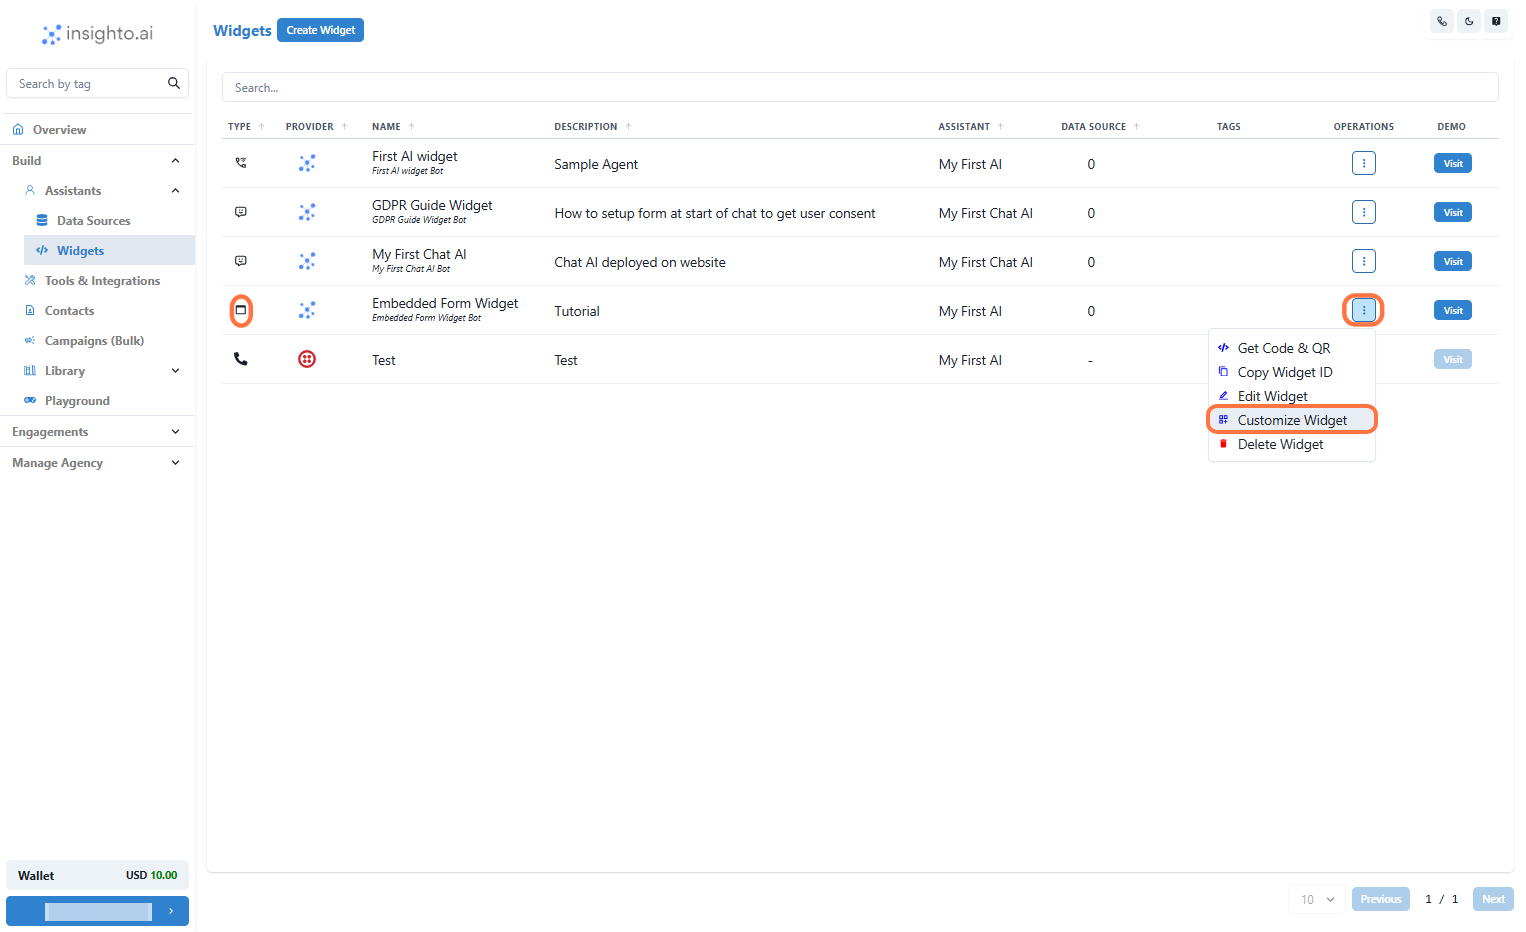 insighto.ai
Search by tag
Overview
Build
Assistants
Data Sources
Widgets
Tools & Integrations
Contacts
Campaigns (Bulk)
Library
Playground
Engagements
Manage Agency
Wallet USD 10.00
Widgets Create Widget
Search...
TYPE PROVIDER NAME DESCRIPTION ASSISTANT DATA SOURCE TAGS OPERATIONS DEMO
First AI widget
First AI widget Bot
Sample Agent My First AI 0 Visit
GDPR Guide Widget
GDPR Guide Widget Bot
How to setup form at start of chat to get user consent My First Chat AI 0 Visit
My First Chat AI
My First Chat AI Bot
Chat AI deployed on website My First Chat AI 0 Visit
Embedded Form Widget
Embedded Form Widget Bot
Tutorial My First AI 0 Visit
Test Test My First AI - Visit
Get Code & QR
Copy Widget ID
Edit Widget
Customize Widget
Delete Widget
10 Previous 1 / 1 Next